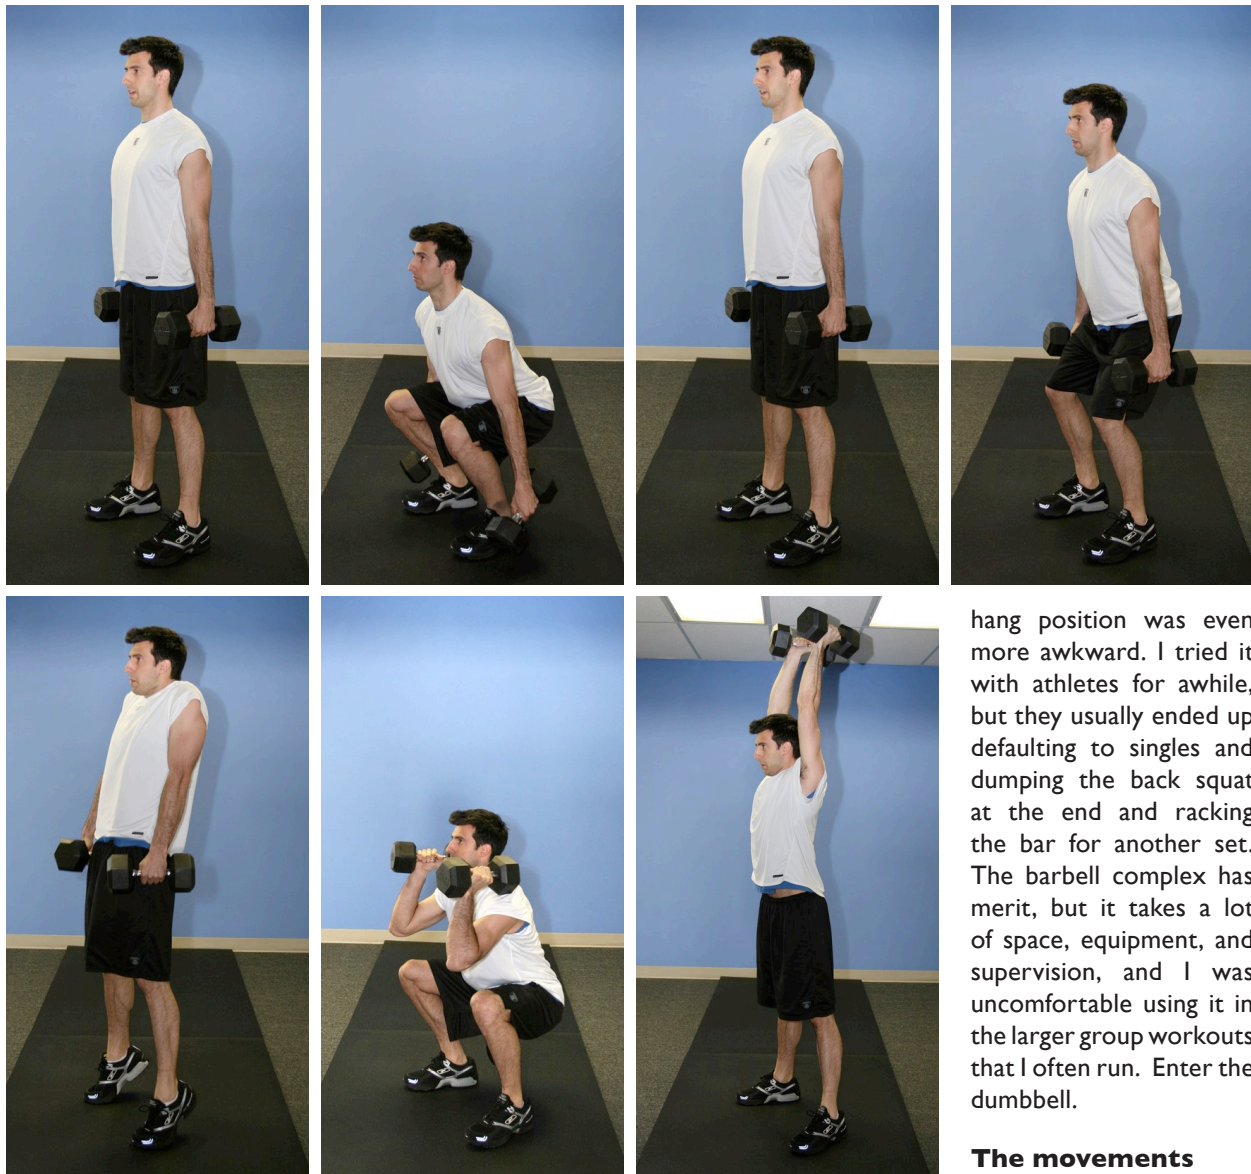 hang position was even
more awkward. I tried it
with athletes for awhile,
but they usually ended up
defaulting to singles and
dumping the back squat
at the end and racking
the bar for another set.
The barbell complex has
merit, but it takes a lot
of space, equipment, and
supervision, and I was
uncomfortable using it in
the larger group workouts
that I often run. Enter the
dumbbell.
The movements